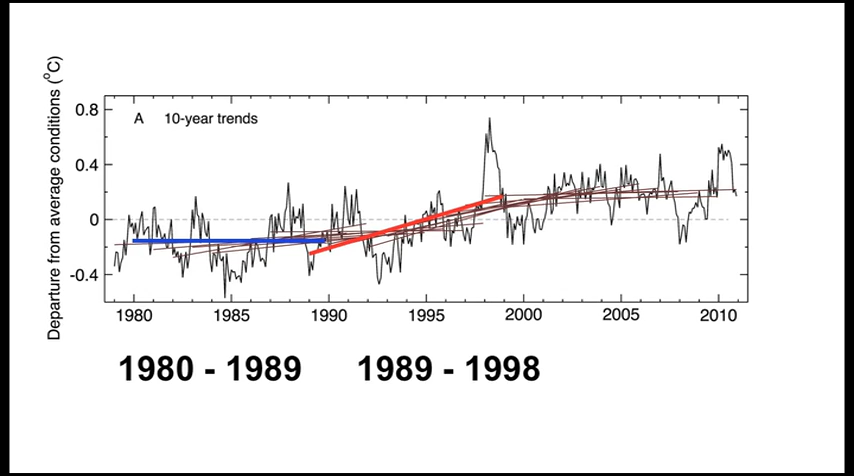 Departure from average conditions (°C)
A 10-year trends
0.8
0.4
0
-0.4
1980 1985 1990 1995 2000 2005 2010
1980 - 1989 1989 - 1998